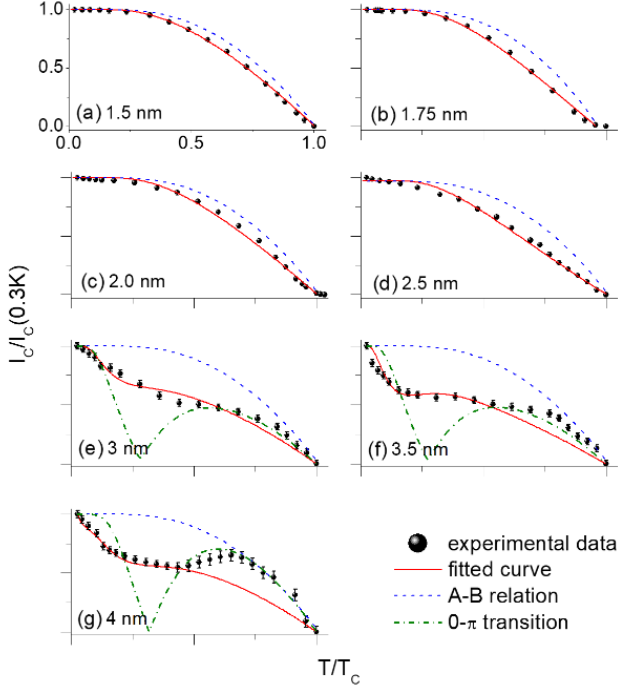 1.0
0.5
0.0
(a) 1.5 nm
(b) 1.75 nm
0.0
0.5
1.0
(c) 2.0 nm
(d) 2.5 nm
I_C/I_C(0.3K)
(e) 3 nm
(f) 3.5 nm
(g) 4 nm
experimental data
fitted curve
A-B relation
0-π transition
T/T_C